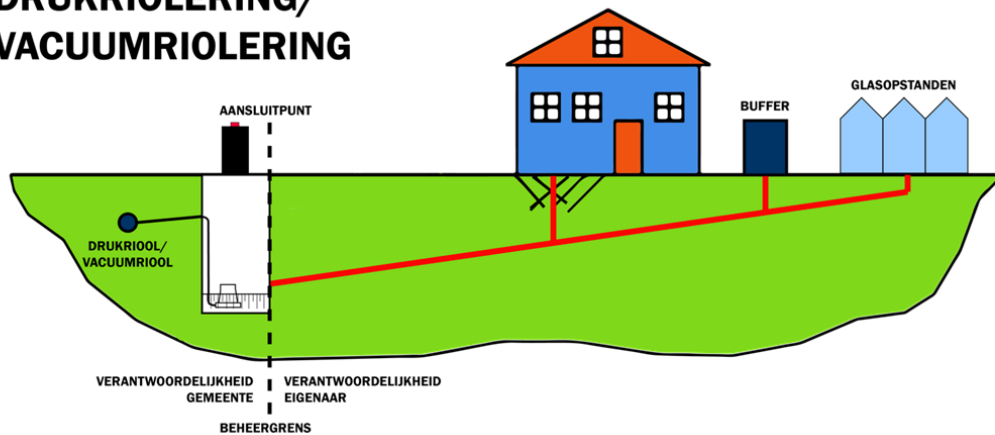 DRUKRIOLERING/
VACUUMRIOLERING
AANSLUITPUNT
BUFFER
GLASOPSTANDEN
DRUKRIOOL/
VACUUMRIOOL
VERANTWOORDELIJKHEID
GEMEENTE
VERANTWOORDELIJKHEID
EIGENAAR
BEHEERGRENS